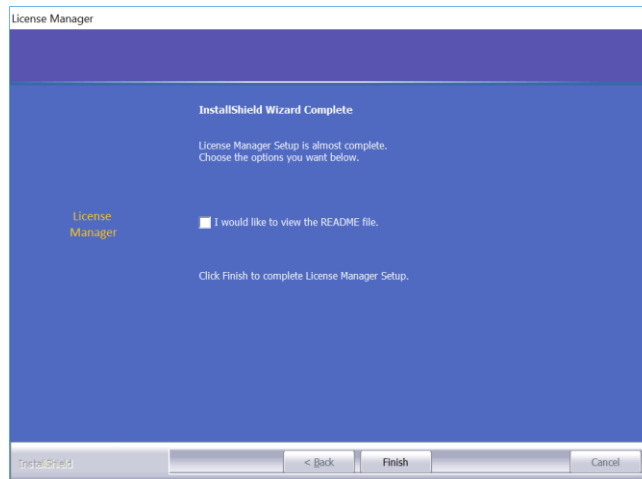 License Manager
InstallShield Wizard Complete
License Manager Setup is almost complete.
Choose the options you want below.
License
Manager
I would like to view the README file.
Click Finish to complete License Manager Setup.
InstallShield
< Back
Finish
Cancel